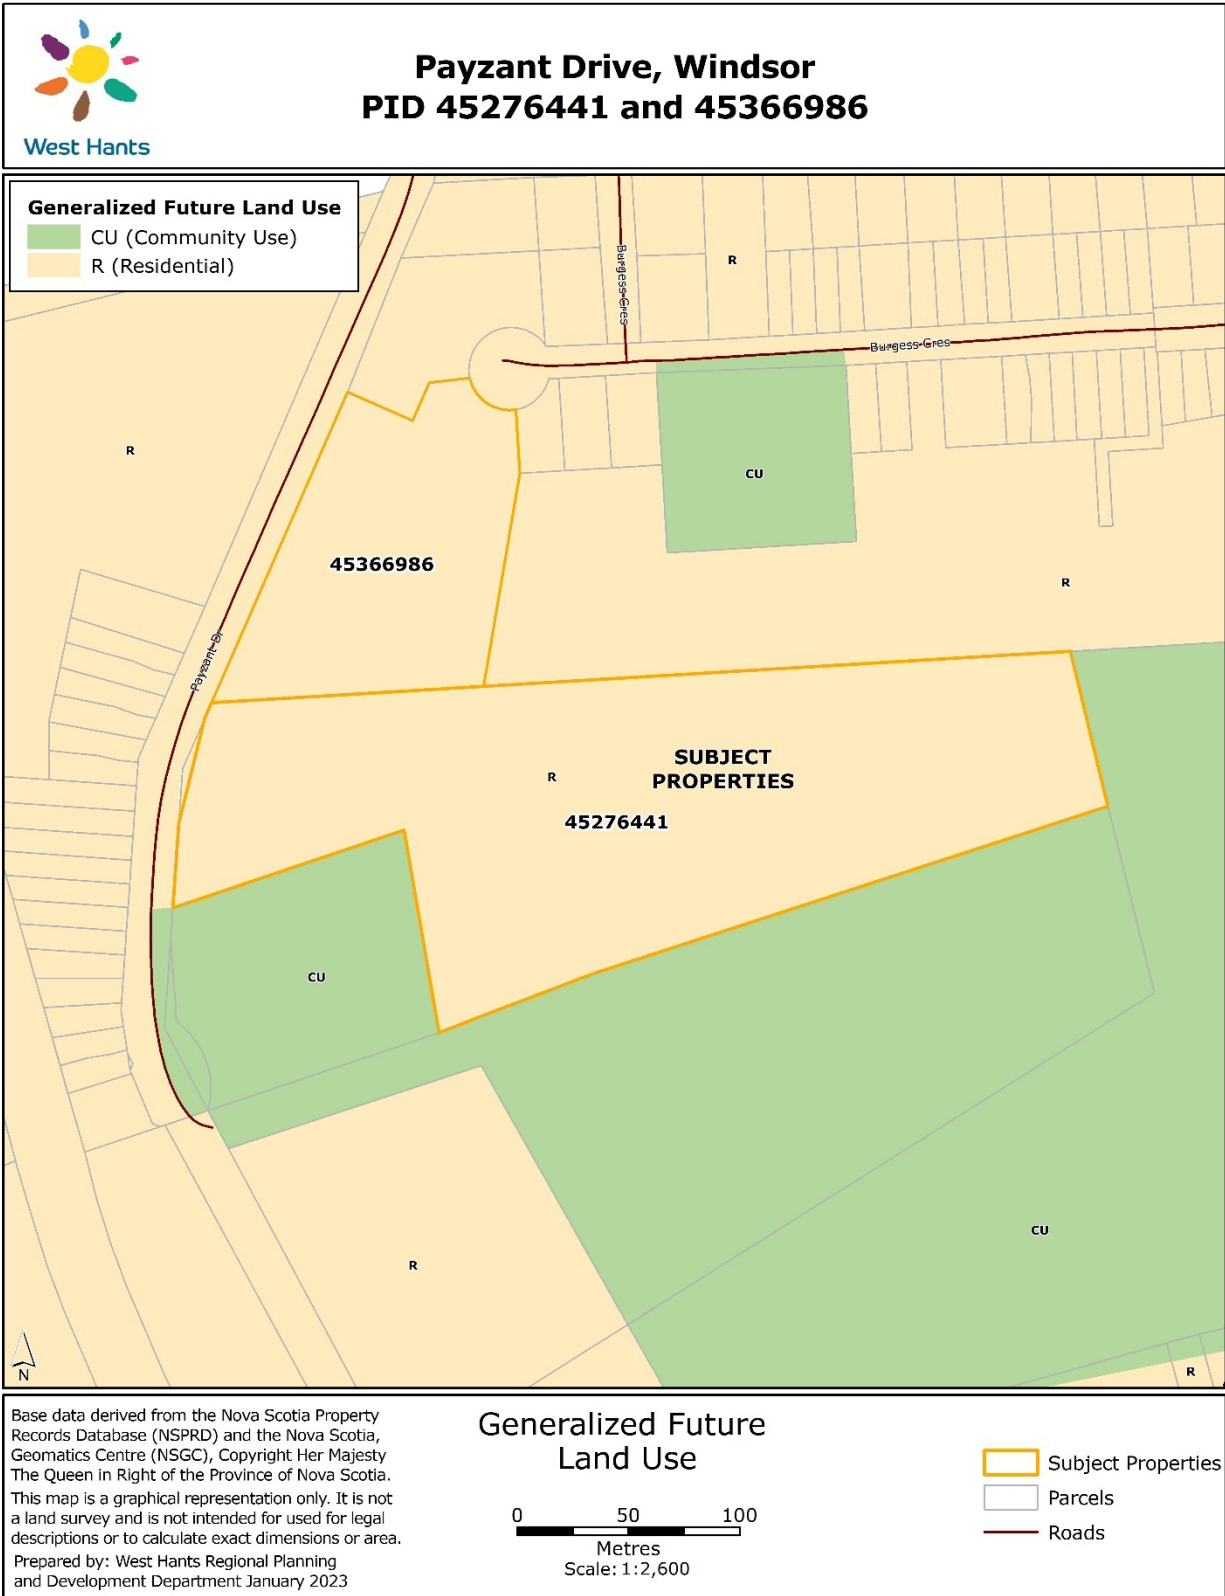 West Hants
Payzant Drive, Windsor
PID 45276441 and 45366986
Generalized Future Land Use
CU (Community Use)
R (Residential)
Burgess Cres
R
Burgess Cres
R
CU
45366986
R
Payzant Dr
SUBJECT
PROPERTIES
R
45276441
CU
CU
R
R
N
Base data derived from the Nova Scotia Property
Records Database (NSPRD) and the Nova Scotia,
Geomatics Centre (NSGC), Copyright Her Majesty
The Queen in Right of the Province of Nova Scotia.
This map is a graphical representation only. It is not
a land survey and is not intended for used for legal
descriptions or to calculate exact dimensions or area.
Prepared by: West Hants Regional Planning
and Development Department January 2023
Generalized Future
Land Use
0 50 100
Metres
Scale: 1:2,600
Subject Properties
Parcels
Roads